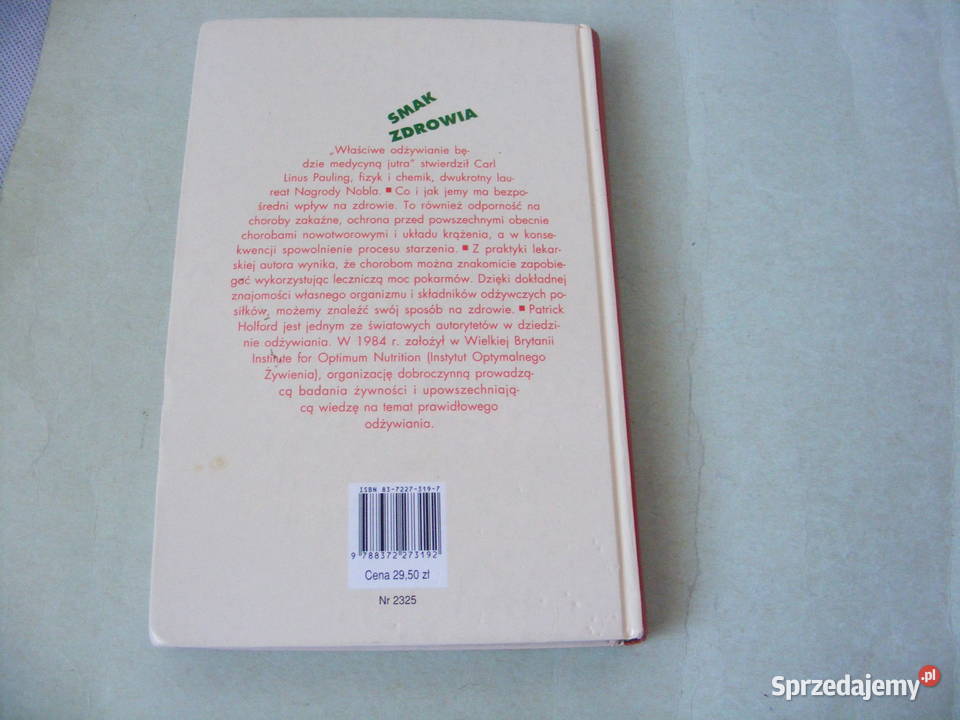 SMAK
ZDROWIA
„Właściwe odżywianie bę-
dzie medycyną jutra” stwierdził Carl
Linus Pauling, fizyk i chemik, dwukrotny lau-
reat Nagrody Nobla. ■ Co i jak jemy ma bezpo-
średni wpływ na zdrowie. To również odporność na
choroby zakaźne, ochrona przed powszechnymi obecnie
chorobami nowotworowymi i układu krążenia, a w konse-
kwencji spowolnienie procesu starzenia. ■ Z praktyki lekar-
skiej autora wynika, że chorobom można znakomicie zapobie-
gać wykorzystując leczniczą moc pokarmów. Dzięki dokładnej
znajomości własnego organizmu i składników odżywczych po-
siłków, możemy znaleźć swój sposób na zdrowie. ■ Patrick
Holford jest jednym ze światowych autorytetów w dziedzi-
nie odżywiania. W 1984 r. założył w Wielkiej Brytanii
Institute for Optimum Nutrition (Instytut Optymalnego
Żywienia), organizację dobroczynną prowadzą-
cą badania żywności i upowszechniają-
cą wiedzę na temat prawidłowego
odżywiania.
ISBN 83-7227-319-7
9 788372 273192
Cena 29,50 zł
Nr 2325
Sprzedajemy.pl